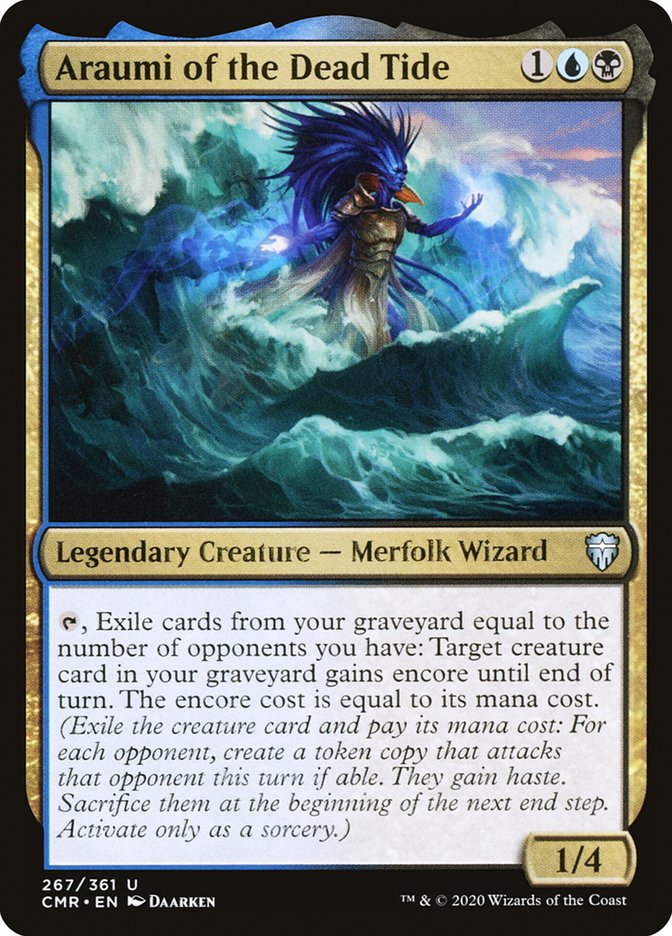 Araumi of the Dead Tide 1
Legendary Creature — Merfolk Wizard
, Exile cards from your graveyard equal to the
number of opponents you have: Target creature
card in your graveyard gains encore until end of
turn. The encore cost is equal to its mana cost.
(Exile the creature card and pay its mana cost: For
each opponent, create a token copy that attacks
that opponent this turn if able. They gain haste.
Sacrifice them at the beginning of the next end step.
Activate only as a sorcery.)
1/4
267/361 U
CMR • EN DAARKEN
™ & © 2020 Wizards of the Coast